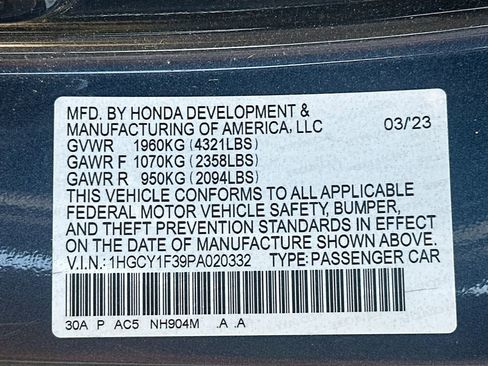 MFD. BY HONDA DEVELOPMENT &
MANUFACTURING OF AMERICA, LLC 03/23
GVWR 1960KG (4321LBS)
GAWR F 1070KG (2358LBS)
GAWR R 950KG (2094LBS)
THIS VEHICLE CONFORMS TO ALL APPLICABLE
FEDERAL MOTOR VEHICLE SAFETY, BUMPER,
AND THEFT PREVENTION STANDARDS IN EFFECT
ON THE DATE OF MANUFACTURE SHOWN ABOVE.
V.I.N.: 1HGCY1F39PA020332 TYPE: PASSENGER CAR
30A P AC5 NH904M .A .A